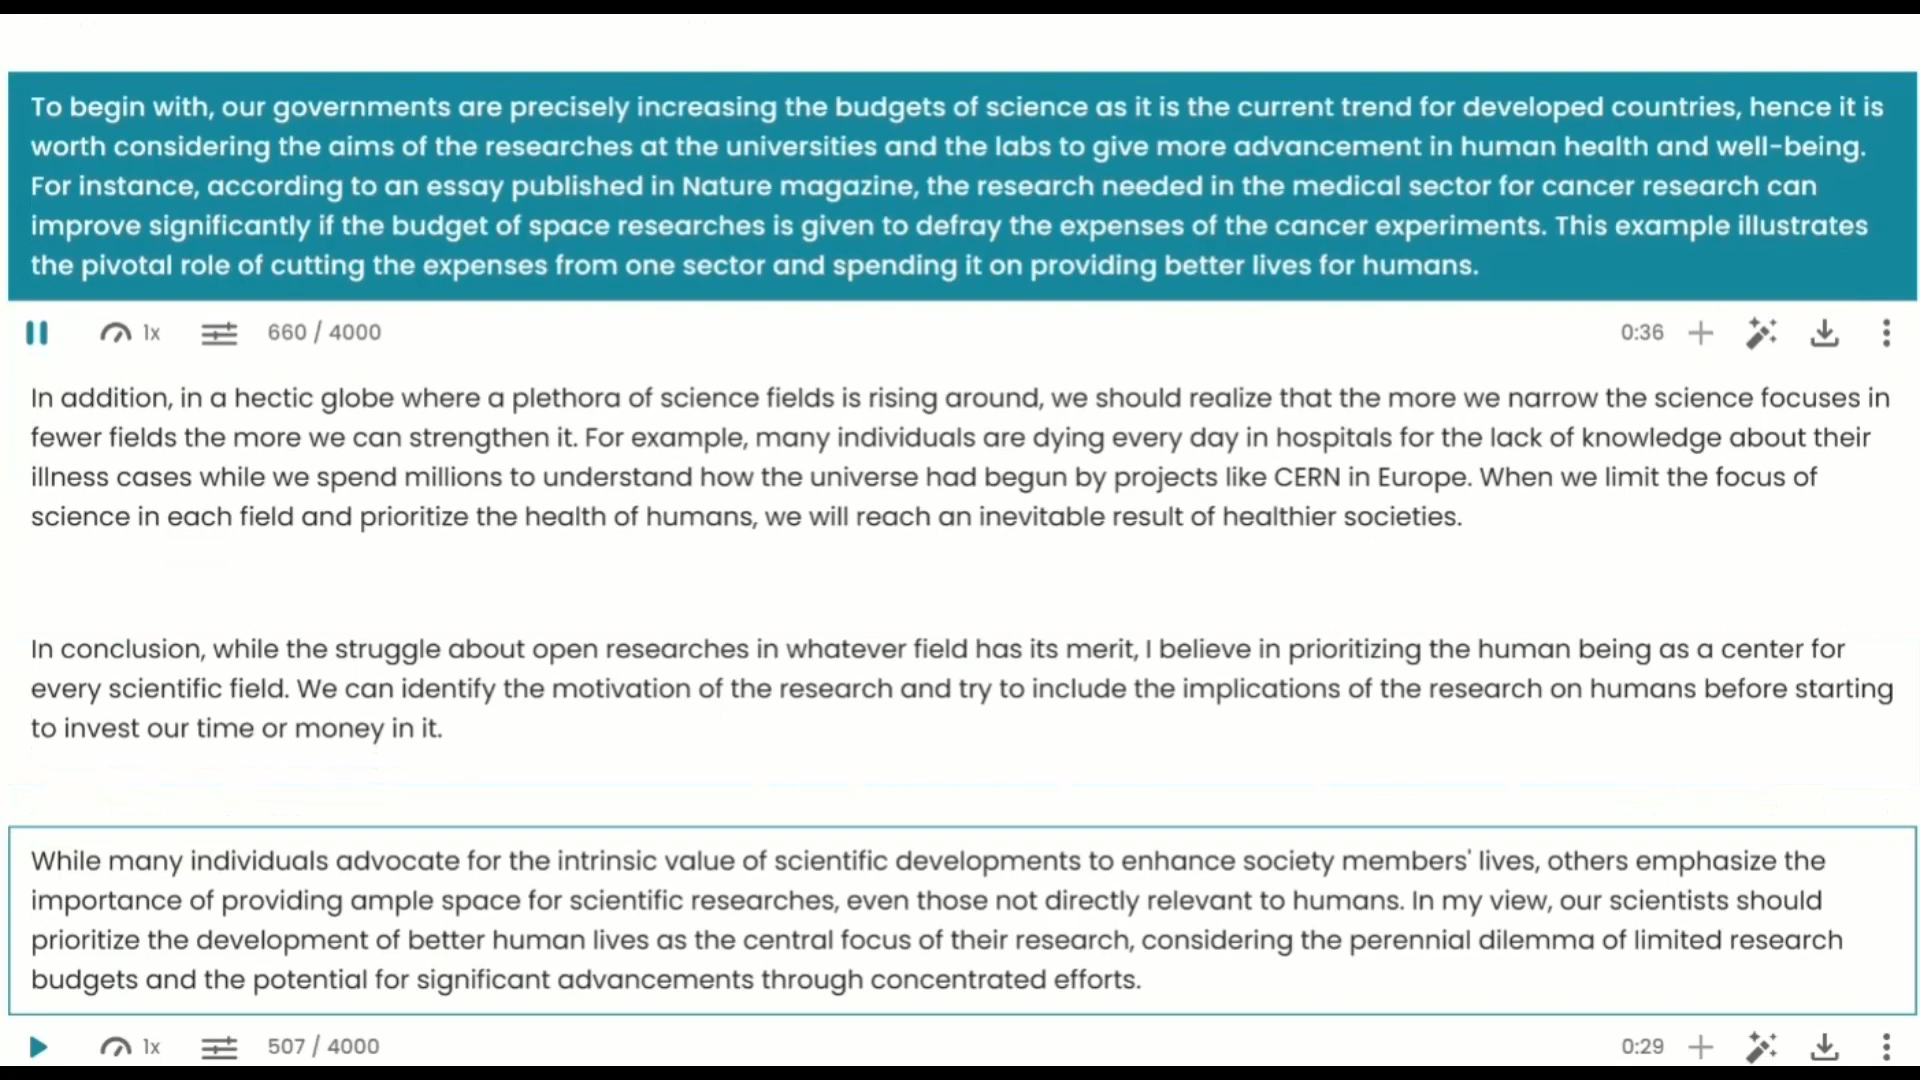 To begin with, our governments are precisely increasing the budgets of science as it is the current trend for developed countries, hence it is
worth considering the aims of the researches at the universities and the labs to give more advancement in human health and well-being.
For instance, according to an essay published in Nature magazine, the research needed in the medical sector for cancer research can
improve significantly if the budget of space researches is given to defray the expenses of the cancer experiments. This example illustrates
the pivotal role of cutting the expenses from one sector and spending it on providing better lives for humans.
1x 660 / 4000 0:36
In addition, in a hectic globe where a plethora of science fields is rising around, we should realize that the more we narrow the science focuses in
fewer fields the more we can strengthen it. For example, many individuals are dying every day in hospitals for the lack of knowledge about their
illness cases while we spend millions to understand how the universe had begun by projects like CERN in Europe. When we limit the focus of
science in each field and prioritize the health of humans, we will reach an inevitable result of healthier societies.
In conclusion, while the struggle about open researches in whatever field has its merit, I believe in prioritizing the human being as a center for
every scientific field. We can identify the motivation of the research and try to include the implications of the research on humans before starting
to invest our time or money in it.
While many individuals advocate for the intrinsic value of scientific developments to enhance society members' lives, others emphasize the
importance of providing ample space for scientific researches, even those not directly relevant to humans. In my view, our scientists should
prioritize the development of better human lives as the central focus of their research, considering the perennial dilemma of limited research
budgets and the potential for significant advancements through concentrated efforts.
1x 507 / 4000 0:29